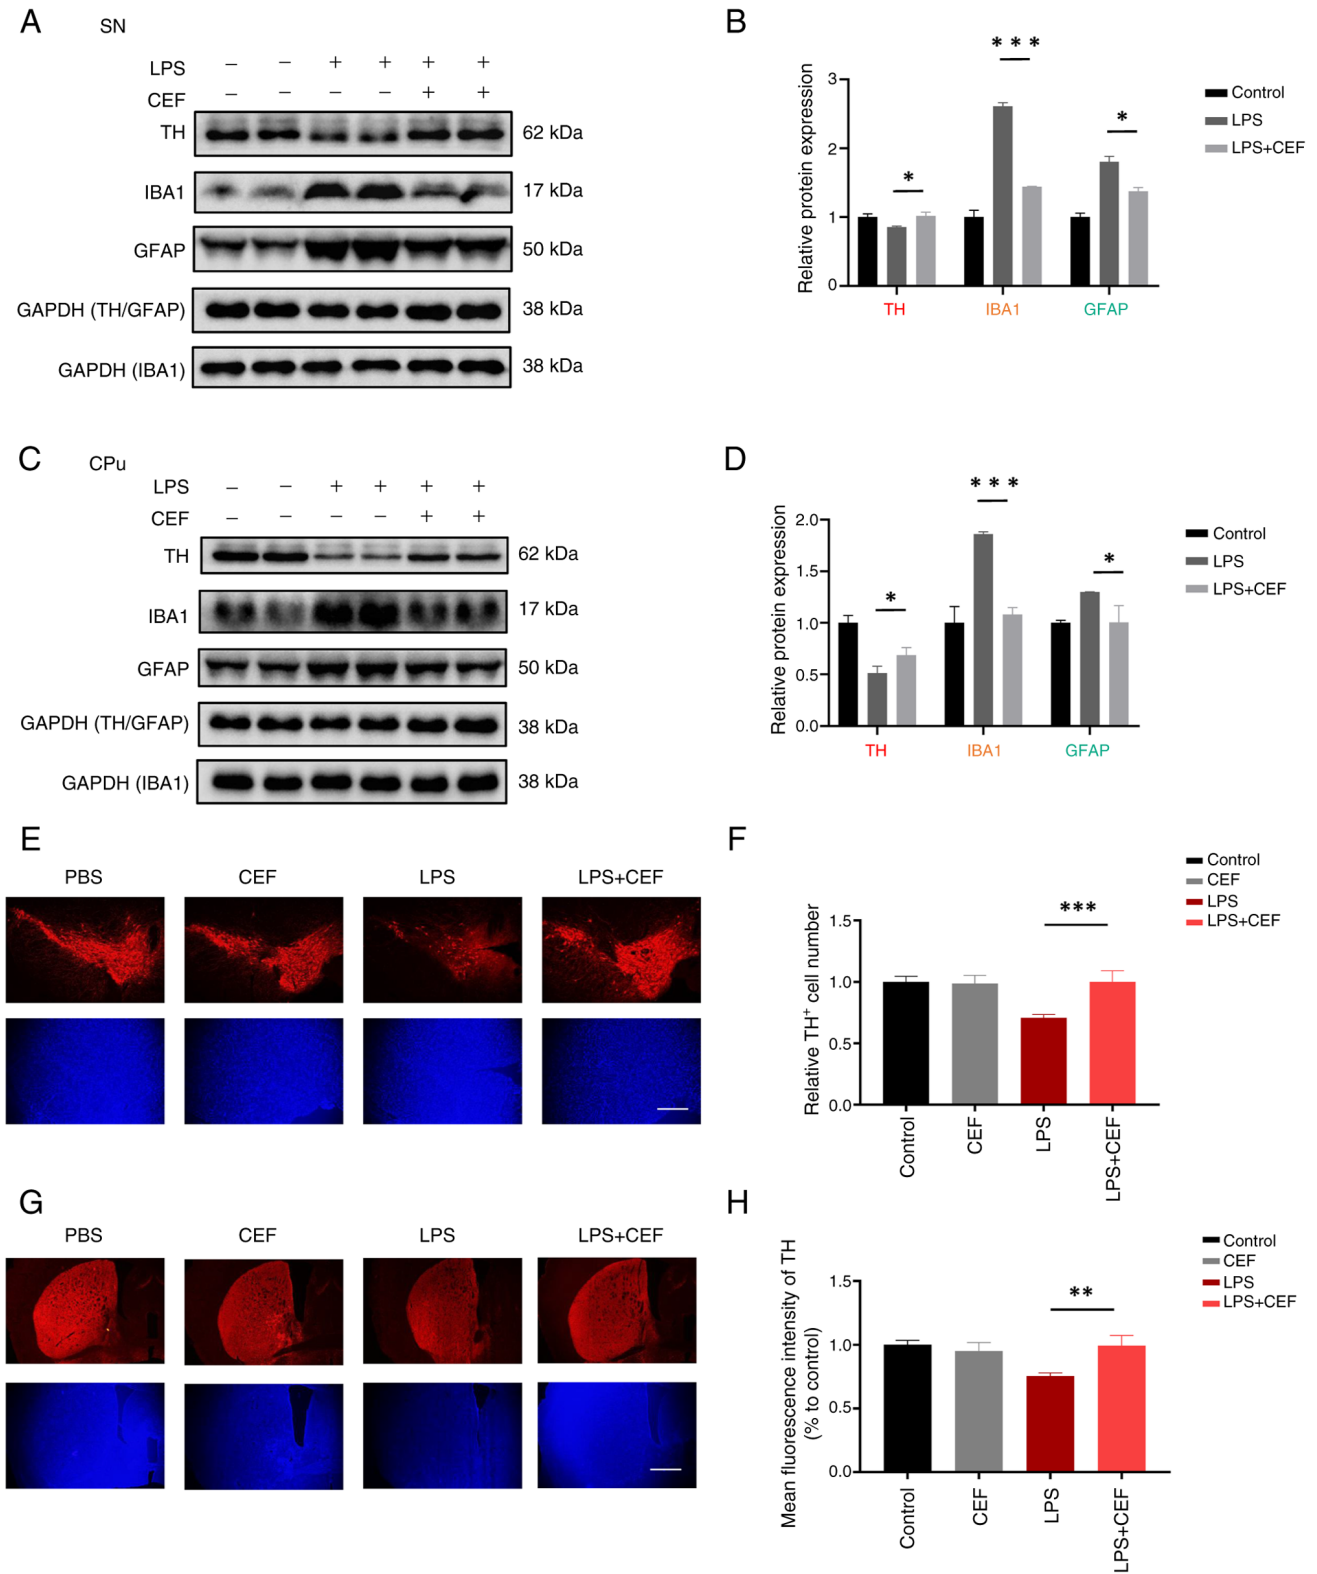 A
SN
LPS − − + + + +
CEF − − − − + +
TH 62 kDa
IBA1 17 kDa
GFAP 50 kDa
GAPDH (TH/GFAP) 38 kDa
GAPDH (IBA1) 38 kDa
B
Relative protein expression
3
2
1
0
* * *
*
*
TH IBA1 GFAP
Control
LPS
LPS+CEF
C
CPu
LPS − − + + + +
CEF − − − − + +
TH 62 kDa
IBA1 17 kDa
GFAP 50 kDa
GAPDH (TH/GFAP) 38 kDa
GAPDH (IBA1) 38 kDa
D
Relative protein expression
2.0
1.5
1.0
0.5
0.0
* * *
*
*
TH IBA1 GFAP
Control
LPS
LPS+CEF
E
PBS CEF LPS LPS+CEF
F
Relative TH+ cell number
1.5
1.0
0.5
0.0
***
Control CEF LPS LPS+CEF
Control
CEF
LPS
LPS+CEF
G
PBS CEF LPS LPS+CEF
H
Mean fluorescence intensity of TH
(% to control)
1.5
1.0
0.5
0.0
**
Control CEF LPS LPS+CEF
Control
CEF
LPS
LPS+CEF